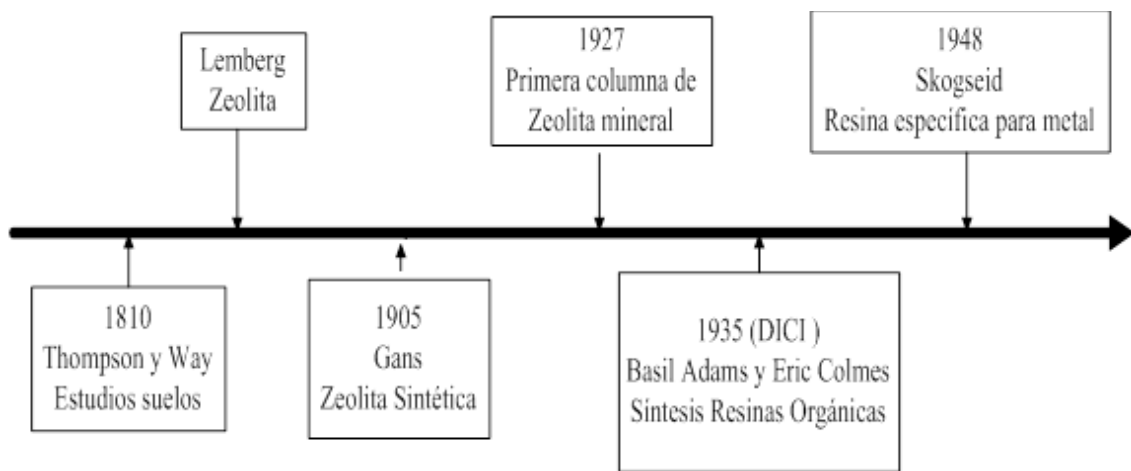 Lemberg
Zeolita
1927
Primera columna de
Zeolita mineral
1948
Skogseid
Resina específica para metal
1810
Thompson y Way
Estudios suelos
1905
Gans
Zeolita Sintética
1935 (DICI )
Basil Adams y Eric Colmes
Síntesis Resinas Orgánicas